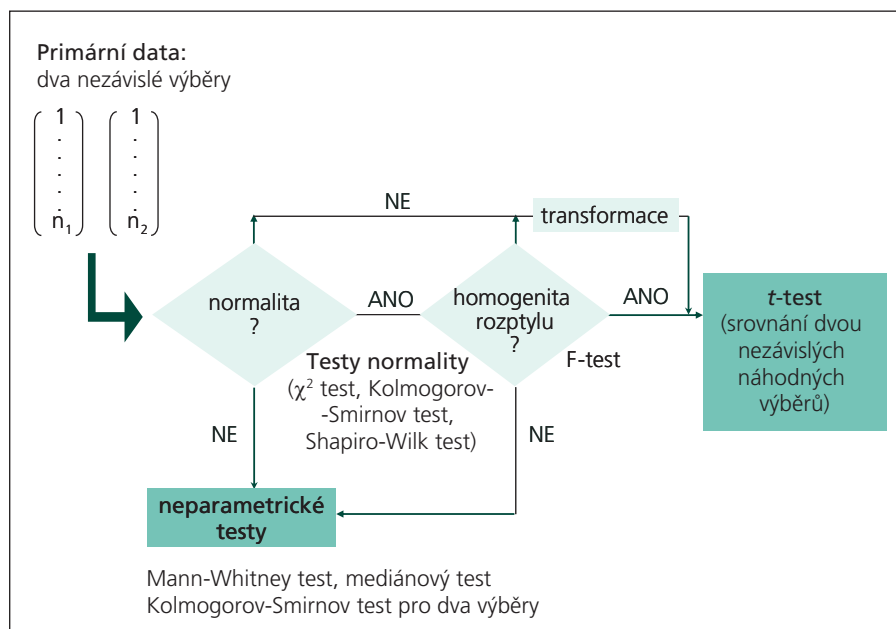 Primární data:
dva nezávislé výběry
1 1
. .
. .
. .
. .
. .
n1 n2
NE
transformace
normalita
?
ANO
homogenita
rozptylu
?
ANO
t-test
(srovnání dvou
nezávislých
náhodných
výběrů)
Testy normality
(χ² test, Kolmogorov-
-Smirnov test,
Shapiro-Wilk test)
F-test
NE
NE
neparametrické
testy
Mann-Whitney test, mediánový test
Kolmogorov-Smirnov test pro dva výběry